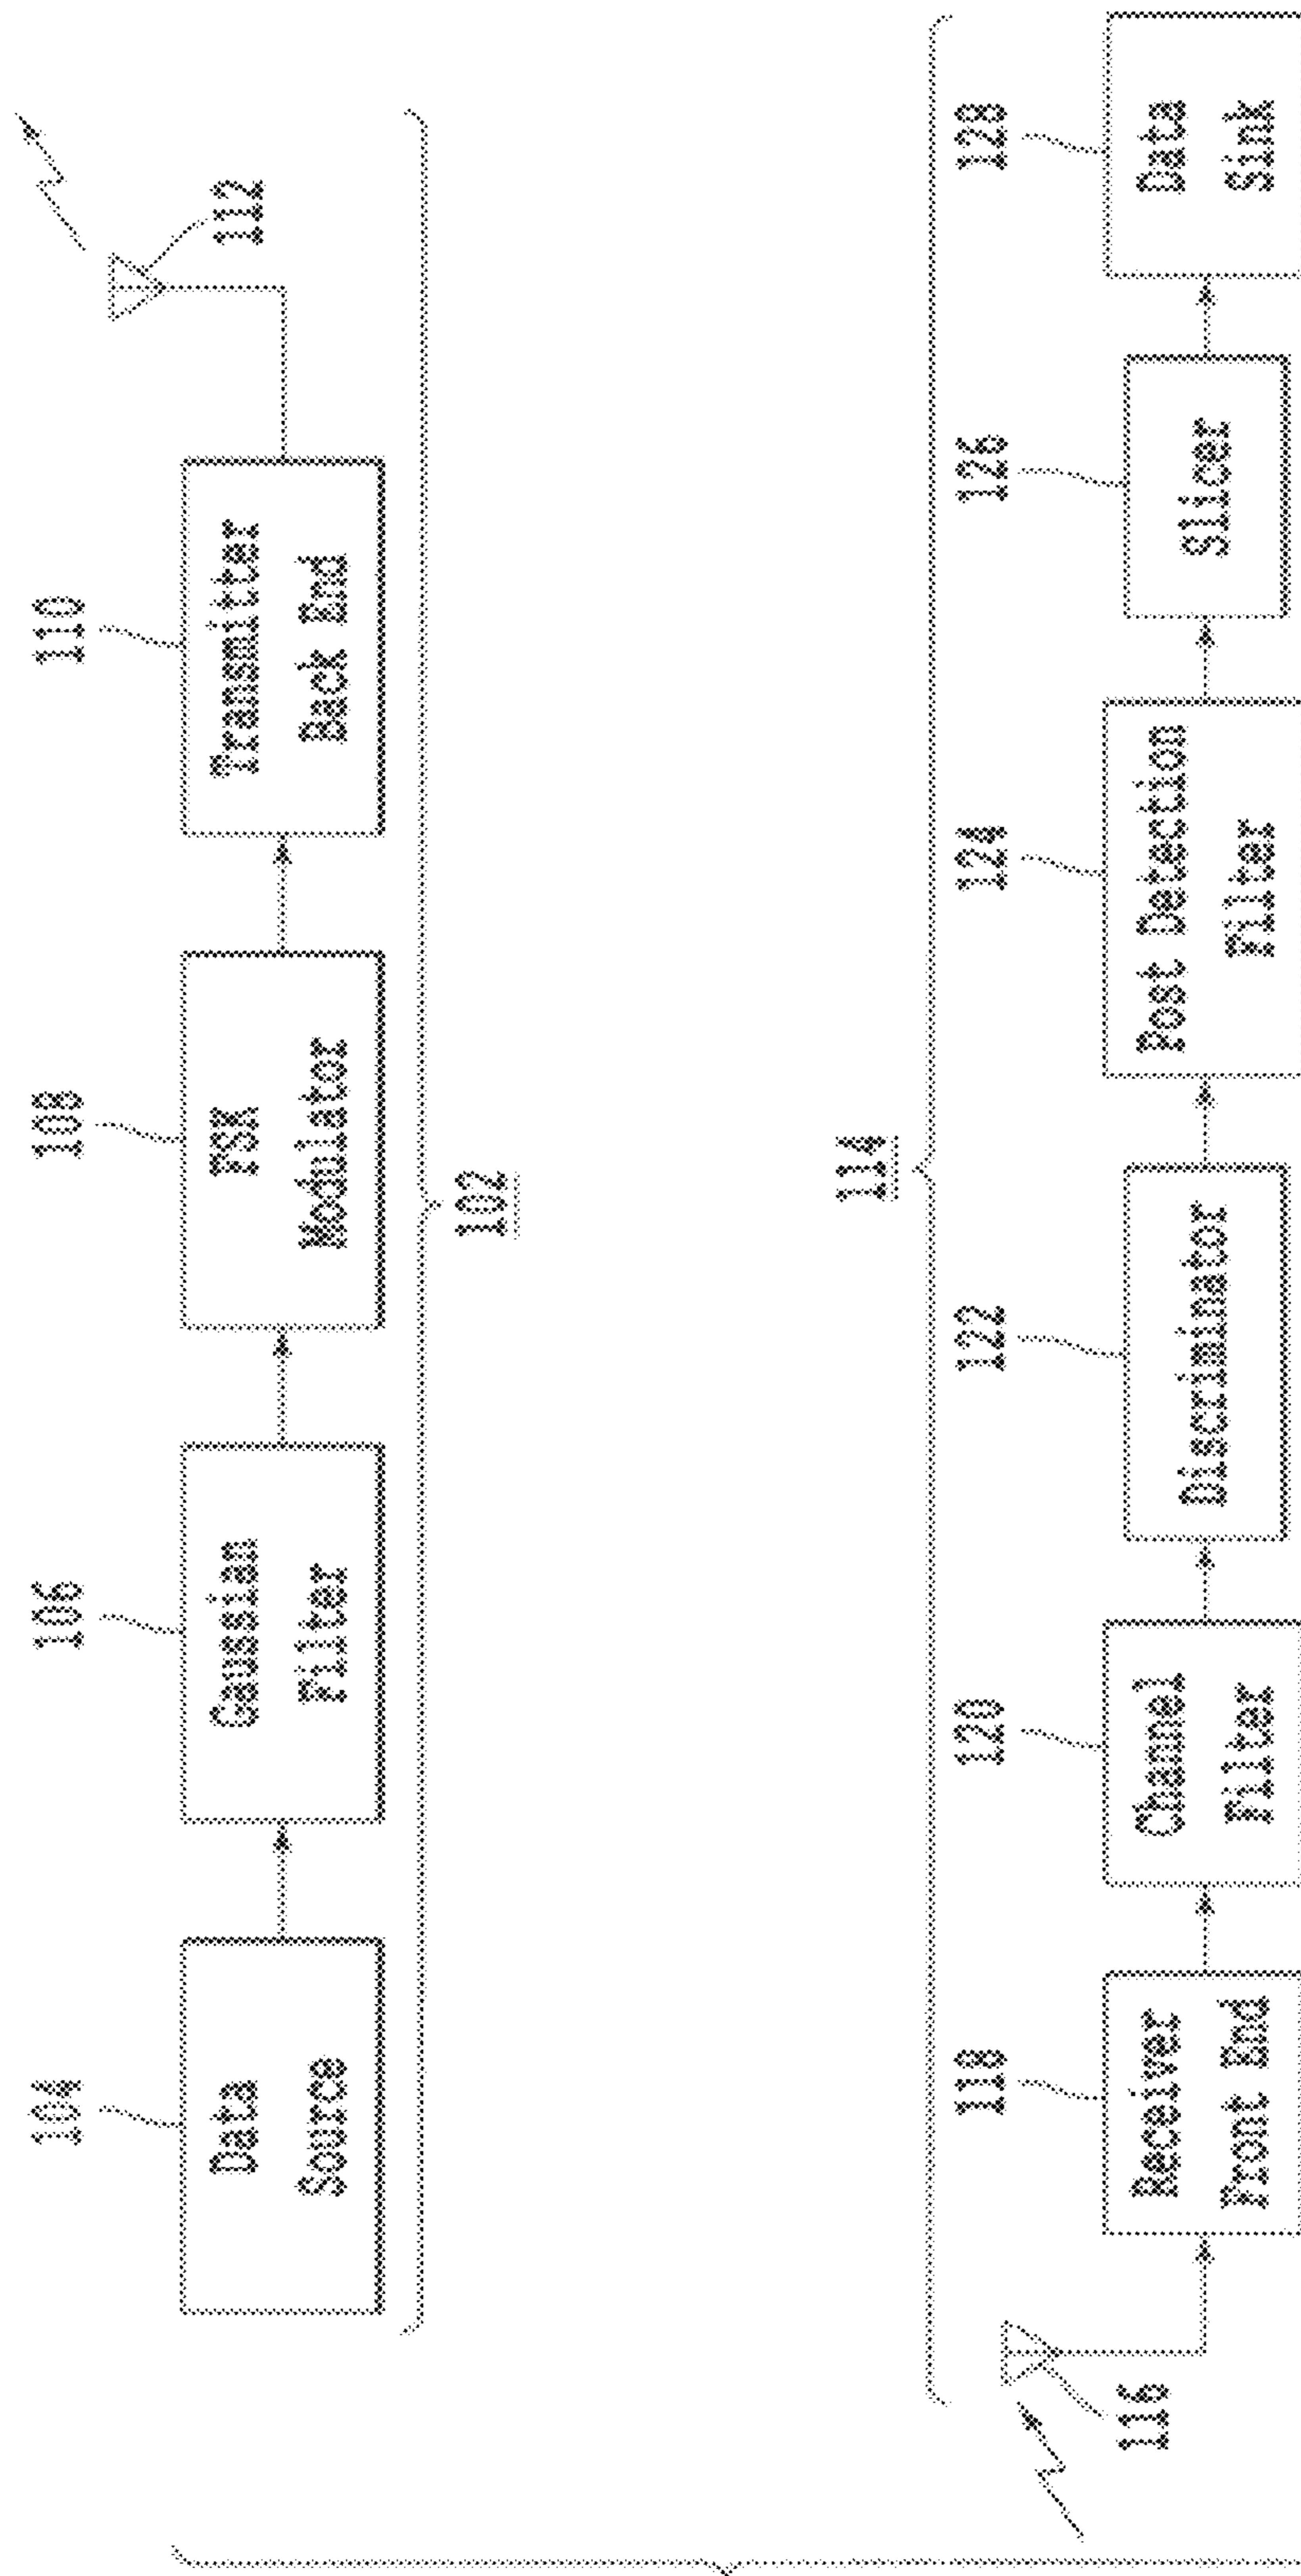 104
Data
Source
106
Gaussian
Filter
108
FSK
Modulator
110
Transmitter
Back End
112
102
114
116
118
Receiver
Front End
120
Channel
Filter
122
Discriminator
124
Post Detection
Filter
126
Slicer
128
Data
Sink